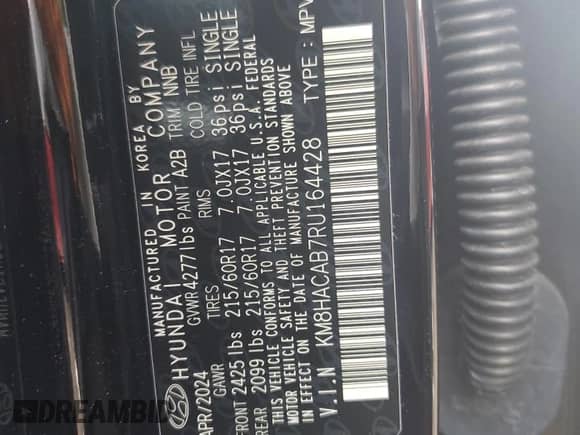 MANUFACTURED IN KOREA BY
HYUNDAI MOTOR COMPANY
APR/2024 GVWR4277 lbs PAINT A2B TRIM NNB
GAWR TIRES RIMS COLD TIRE INFL
FRONT 2425 lbs 215/60R17 7.0JX17 36psi SINGLE
REAR 2099 lbs 215/60R17 7.0JX17 36psi SINGLE
THIS VEHICLE CONFORMS TO ALL APPLICABLE U.S.A. FEDERAL
MOTOR VEHICLE SAFETY AND THEFT PREVENTION STANDARDS
IN EFFECT ON THE DATE OF MANUFACTURE SHOWN ABOVE
V.I.N KM8HACAB7RU164428 TYPE : MPV
DREAMBID